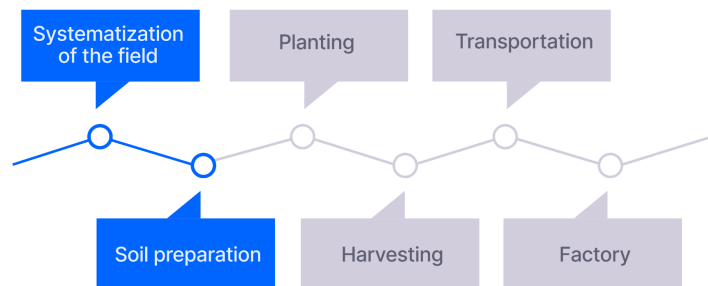 Systematization
of the field
Planting
Transportation
Soil preparation
Harvesting
Factory